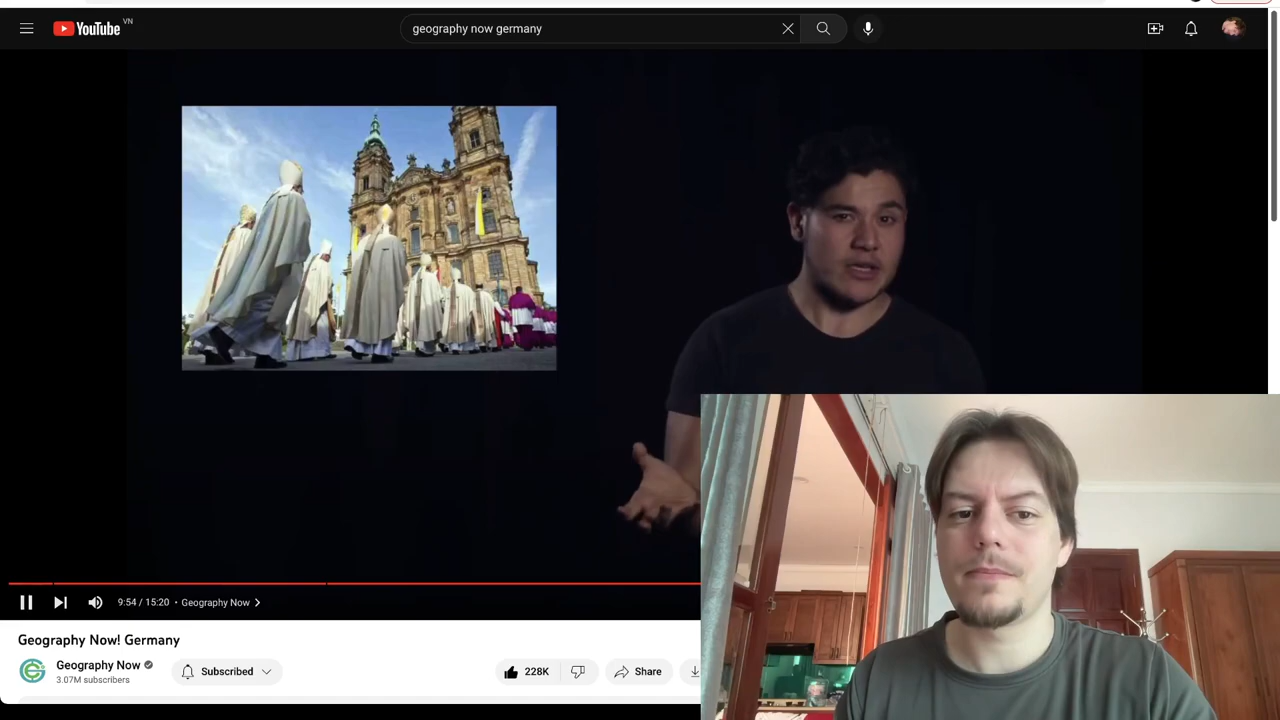 YouTube VN
geography now germany
9:54 / 15:20 • Geography Now
Geography Now! Germany
Geography Now
3.07M subscribers
Subscribed
228K
Share